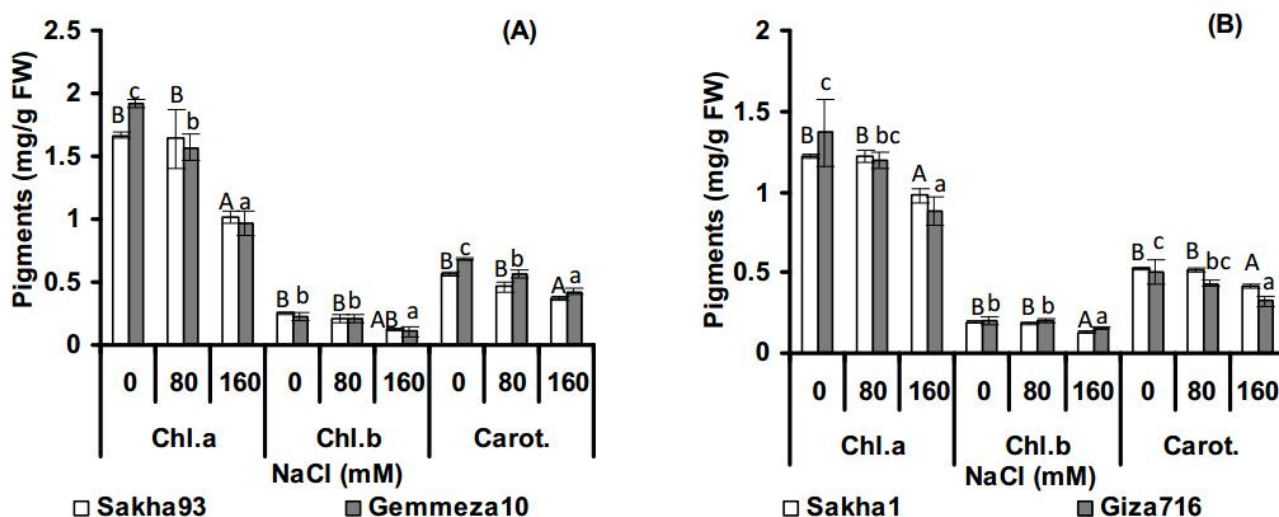 (A)
Pigments (mg/g FW)
2.5
2
1.5
1
0.5
0
B c B b A a B b B b AB a B c B b A a
0 80 160 0 80 160 0 80 160
Chl.a Chl.b Carot.
NaCl (mM)
Sakha93 Gemmeza10
(B)
Pigments (mg/g FW)
2
1.5
1
0.5
0
B c B bc A a B b B b A a B c B bc A a
0 80 160 0 80 160 0 80 160
Chl.a Chl.b Carot.
NaCl (mM)
Sakha1 Giza716